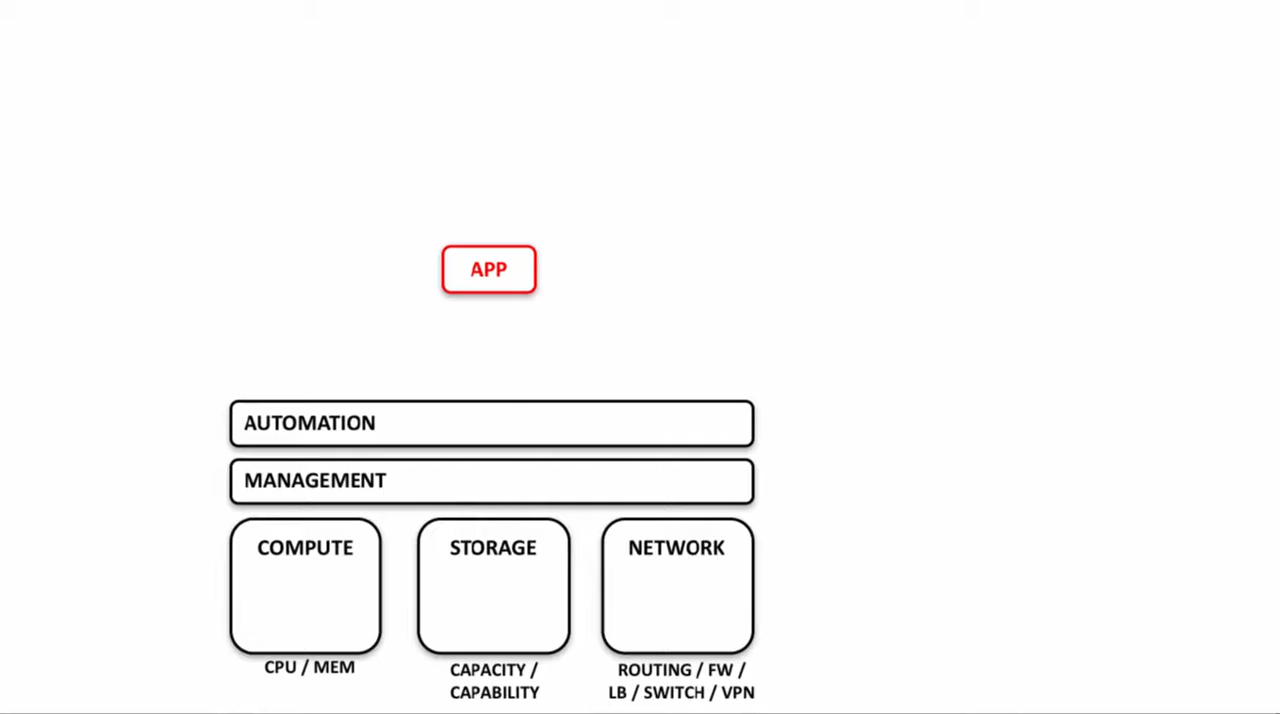 APP
AUTOMATION
MANAGEMENT
COMPUTE
STORAGE
NETWORK
CPU / MEM
CAPACITY /
CAPABILITY
ROUTING / FW /
LB / SWITCH / VPN